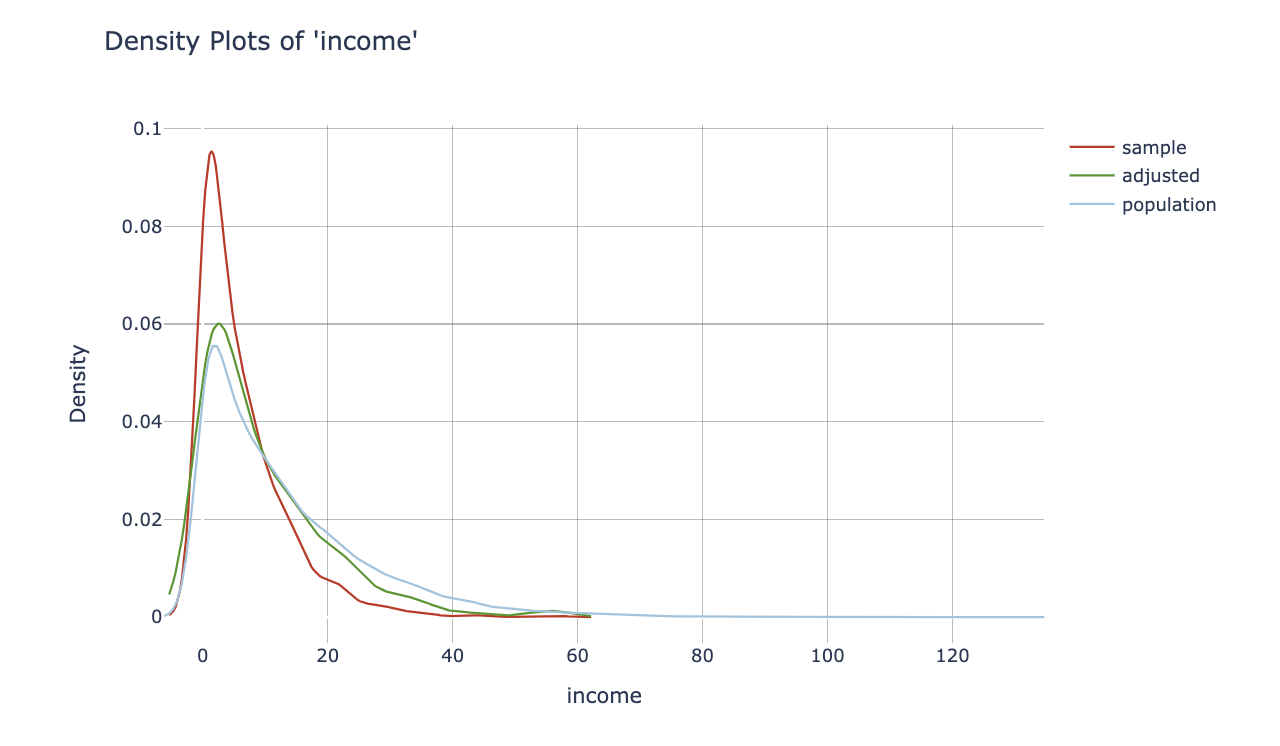 Density Plots of 'income'
0.1
0.08
0.06
0.04
0.02
0
Density
0 20 40 60 80 100 120
income
sample
adjusted
population